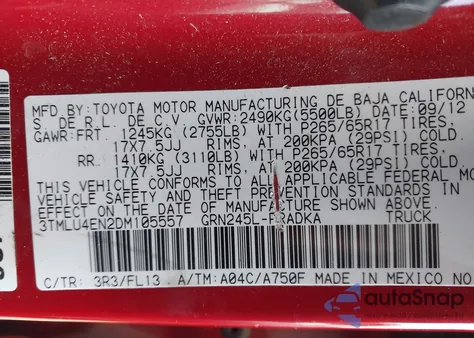 MFD.BY:TOYOTA MOTOR MANUFACTURING DE BAJA CALIFORN
S. DE R.L. DE C.V. GVWR:2490KG(5500LB) DATE:09/12
GAWR:FRT. 1245KG (2755LB) WITH P265/65R17 TIRES,
17X7.5JJ RIMS, AT 200KPA (29PSI) COLD.
RR. 1410KG (3110LB) WITH P265/65R17 TIRES,
17X7.5JJ RIMS, AT 200KPA (29PSI) COLD.
THIS VEHICLE CONFORMS TO ALL APPLICABLE FEDERAL MO
VEHICLE SAFETY AND THEFT PREVENTION STANDARDS IN
EFFECT ON THE DATE OF MANUFACTURE SHOWN ABOVE.
3TMLU4EN2DM105557 GRN245L-PRADKA TRUCK
C/TR: 3R3/FL13 A/TM:A04C/A750F MADE IN MEXICO NO
autoSnap